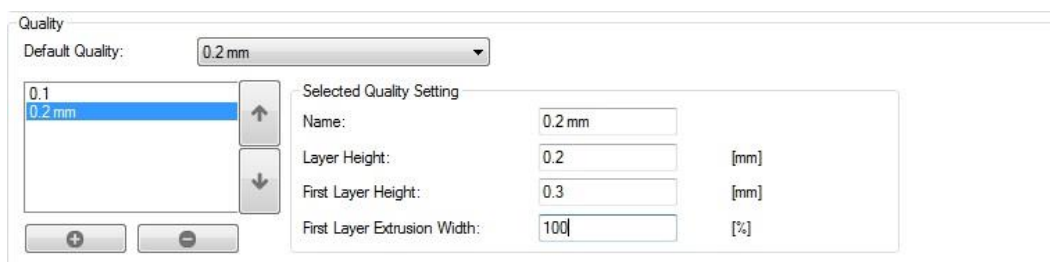 Quality
Default Quality: 0.2 mm
0.1
0.2 mm
Selected Quality Setting
Name: 0.2 mm
Layer Height: 0.2 [mm]
First Layer Height: 0.3 [mm]
First Layer Extrusion Width: 100 [%]